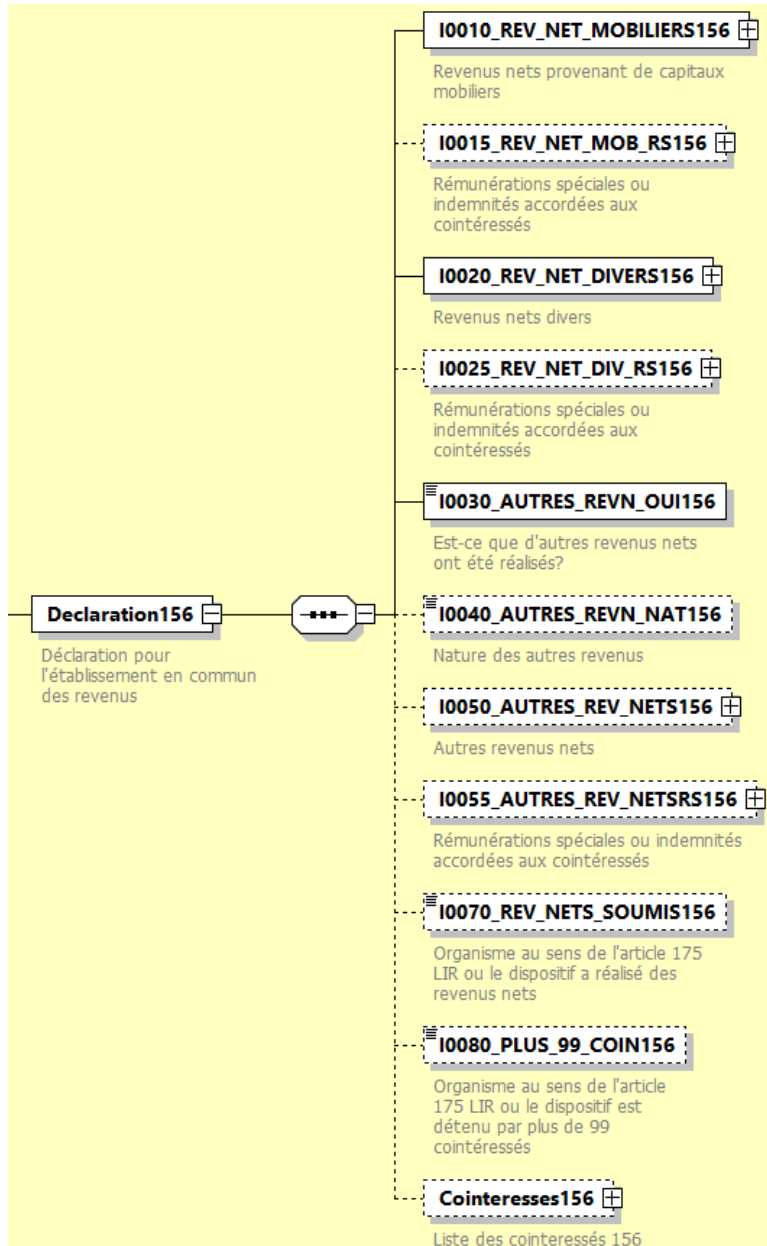 I0010_REV_NET_MOBILIERS156
Revenus nets provenant de capitaux
mobiliers
I0015_REV_NET_MOB_RS156
Rémunérations spéciales ou
indemnités accordées aux
cointéressés
I0020_REV_NET_DIVERS156
Revenus nets divers
I0025_REV_NET_DIV_RS156
Rémunérations spéciales ou
indemnités accordées aux
cointéressés
I0030_AUTRES_REVN_OUI156
Est-ce que d'autres revenus nets
ont été réalisés?
Declaration156
Déclaration pour
l'établissement en commun
des revenus
I0040_AUTRES_REVN_NAT156
Nature des autres revenus
I0050_AUTRES_REV_NETS156
Autres revenus nets
I0055_AUTRES_REV_NETSRS156
Rémunérations spéciales ou indemnités
accordées aux cointéressés
I0070_REV_NETS_SOUMIS156
Organisme au sens de l'article 175
LIR ou le dispositif a réalisé des
revenus nets
I0080_PLUS_99_COIN156
Organisme au sens de l'article
175 LIR ou le dispositif est
détenu par plus de 99
cointéressés
Cointeresses156
Liste des cointeressés 156